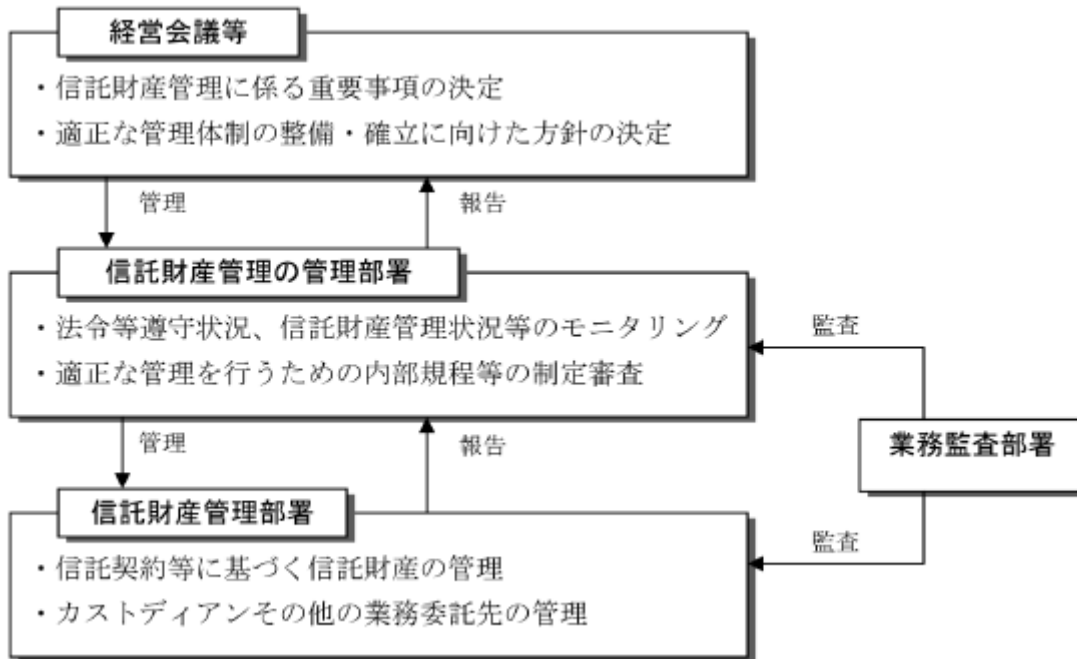 経営会議等
・信託財産管理に係る重要事項の決定
・適正な管理体制の整備・確立に向けた方針の決定
管理
報告
信託財産管理の管理部署
・法令等遵守状況、信託財産管理状況等のモニタリング
・適正な管理を行うための内部規程等の制定審査
監査
管理
報告
業務監査部署
信託財産管理部署
・信託契約等に基づく信託財産の管理
・カストディアンその他の業務委託先の管理
監査